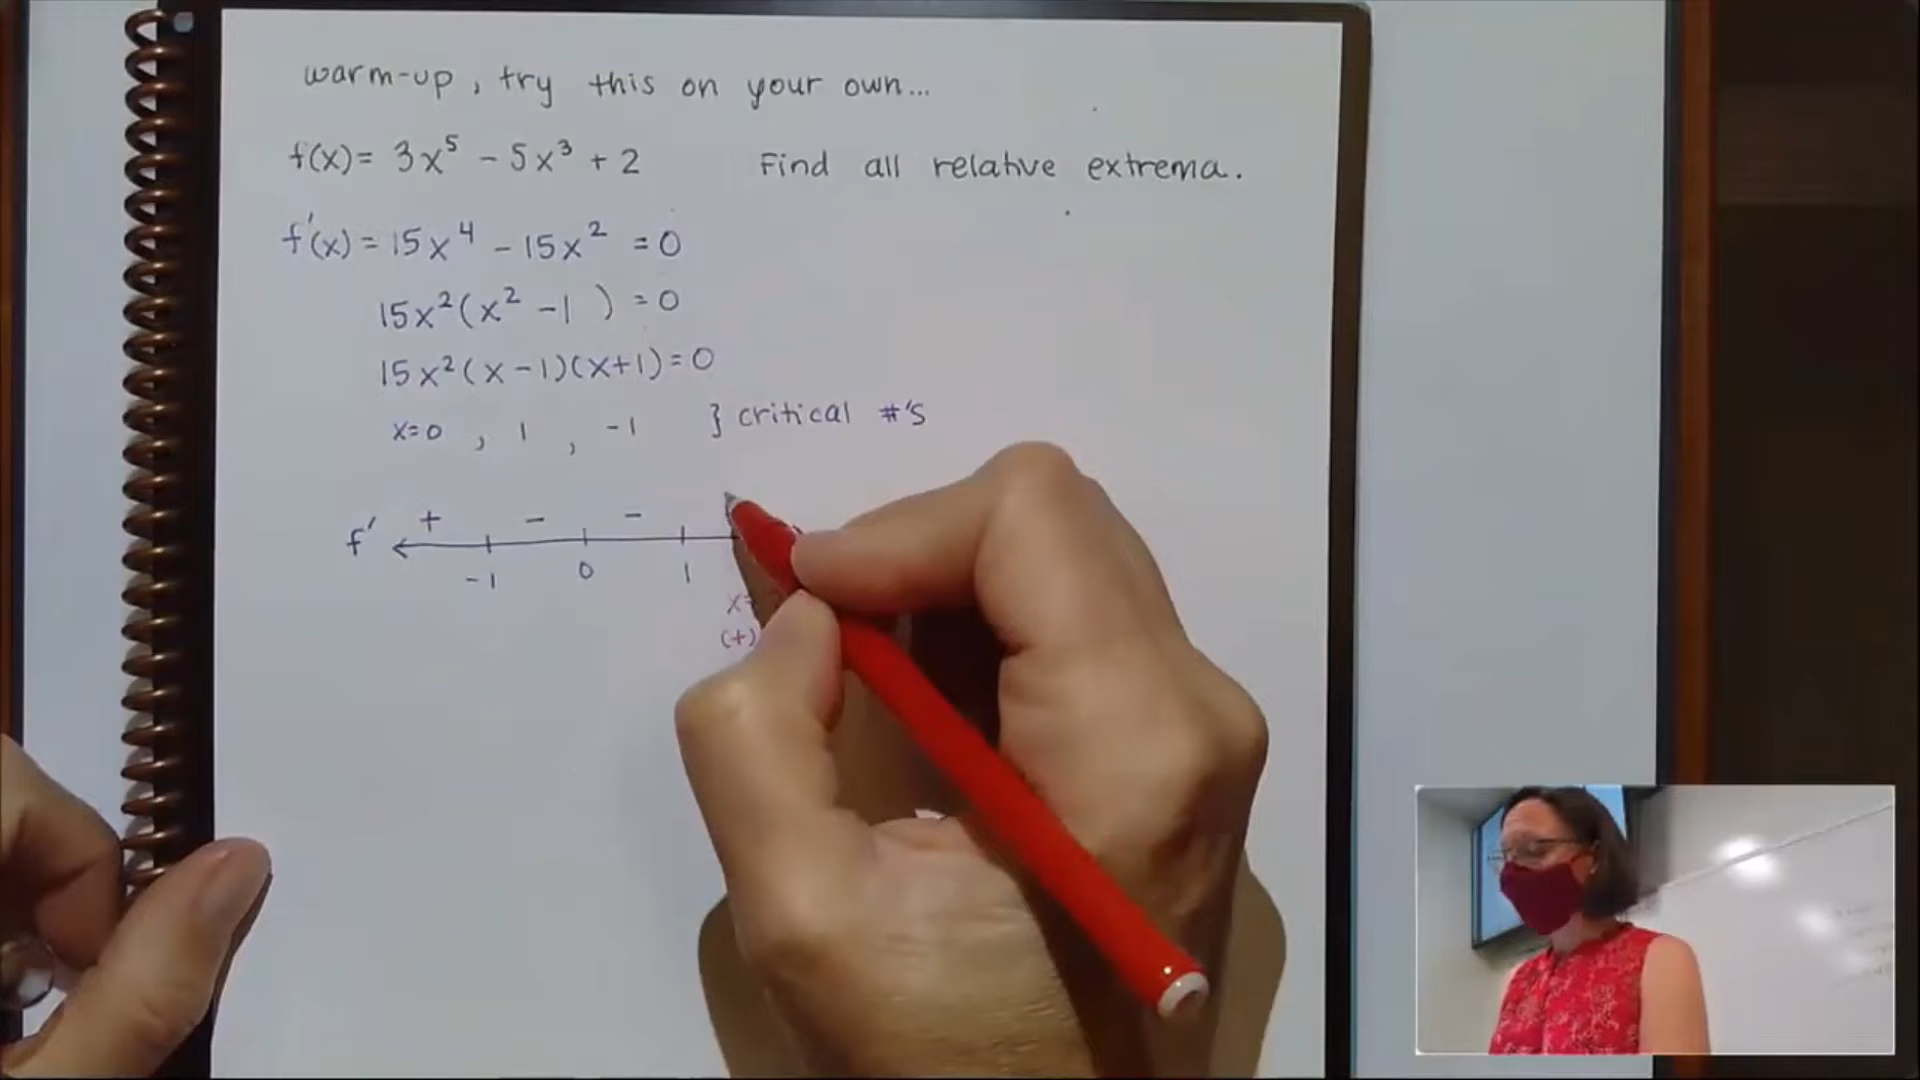 warm-up, try this on your own...
f(x) = 3x⁵ - 5x³ + 2 Find all relative extrema.
f'(x) = 15x⁴ - 15x² = 0
15x²(x² - 1 ) = 0
15x²(x - 1)(x+1) = 0
x=0 , 1 , -1 } critical #'s
+ - -
f'
-1 0 1
x=
(+)